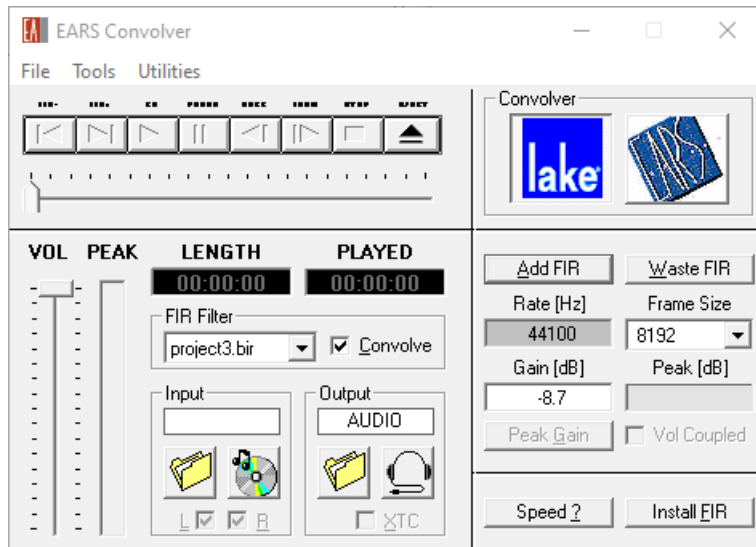 EARS Convolver
File Tools Utilities
Convolver
lake
EARS
VOL PEAK LENGTH PLAYED
00:00:00 00:00:00
FIR Filter
project3.bir Convolve
Input Output
AUDIO
L R XTC
Add FIR Waste FIR
Rate [Hz] Frame Size
44100 8192
Gain [dB] Peak [dB]
-8.7
Peak Gain Vol Coupled
Speed ? Install FIR